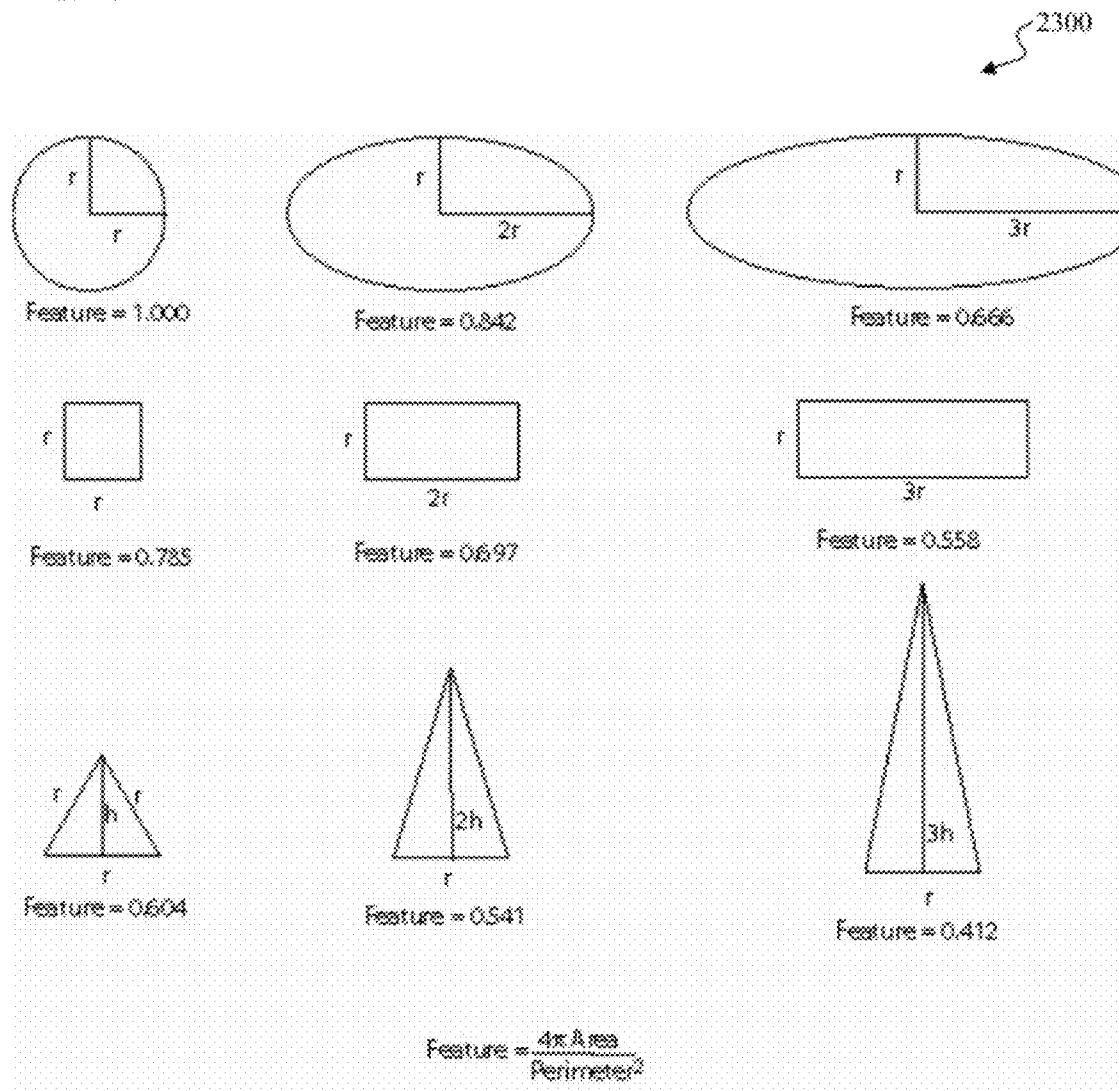 2300
r
r
Feature = 1.000
r
2r
Feature = 0.842
r
3r
Feature = 0.666
r
r
Feature = 0.785
r
2r
Feature = 0.697
r
3r
Feature = 0.558
r
r
h
r
Feature = 0.604
2h
r
Feature = 0.541
3h
r
Feature = 0.412
Feature = 4π Area / Perimeter²